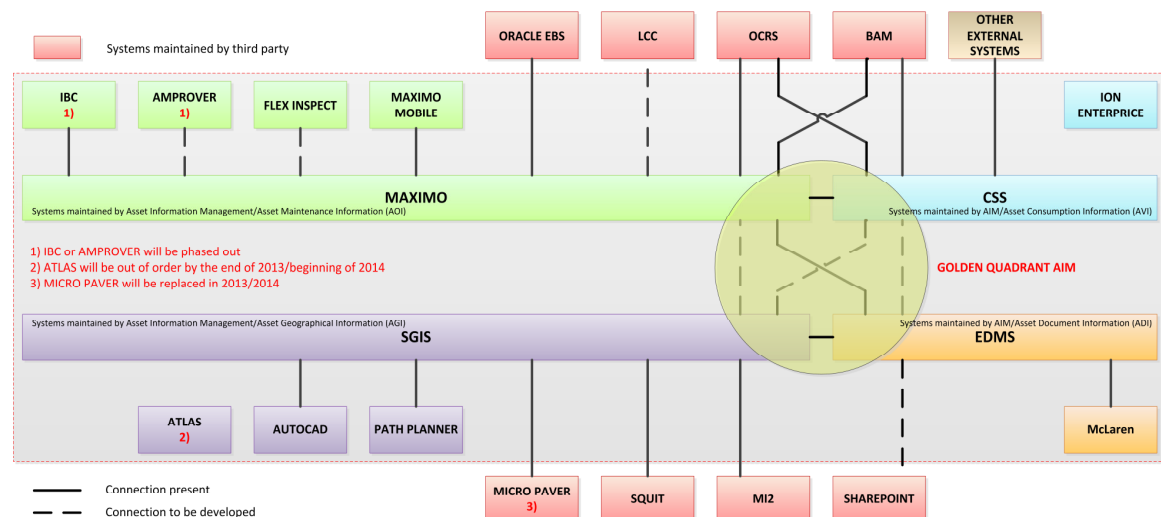 Systems maintained by third party
ORACLE EBS
LCC
OCRS
BAM
OTHER
EXTERNAL
SYSTEMS
IBC
1)
AMPROVER
1)
FLEX INSPECT
MAXIMO
MOBILE
ION
ENTERPRICE
MAXIMO
Systems maintained by Asset Information Management/Asset Maintenance Information (AOI)
CSS
Systems maintained by AIM/Asset Consumption Information (AVI)
1) IBC or AMPROVER will be phased out
2) ATLAS will be out of order by the end of 2013/beginning of 2014
3) MICRO PAVER will be replaced in 2013/2014
GOLDEN QUADRANT AIM
Systems maintained by Asset Information Management/Asset Geographical Information (AGI)
SGIS
Systems maintained by AIM/Asset Document Information (ADI)
EDMS
ATLAS
2)
AUTOCAD
PATH PLANNER
McLaren
MICRO PAVER
3)
SQUIT
MI2
SHAREPOINT
Connection present
Connection to be developed